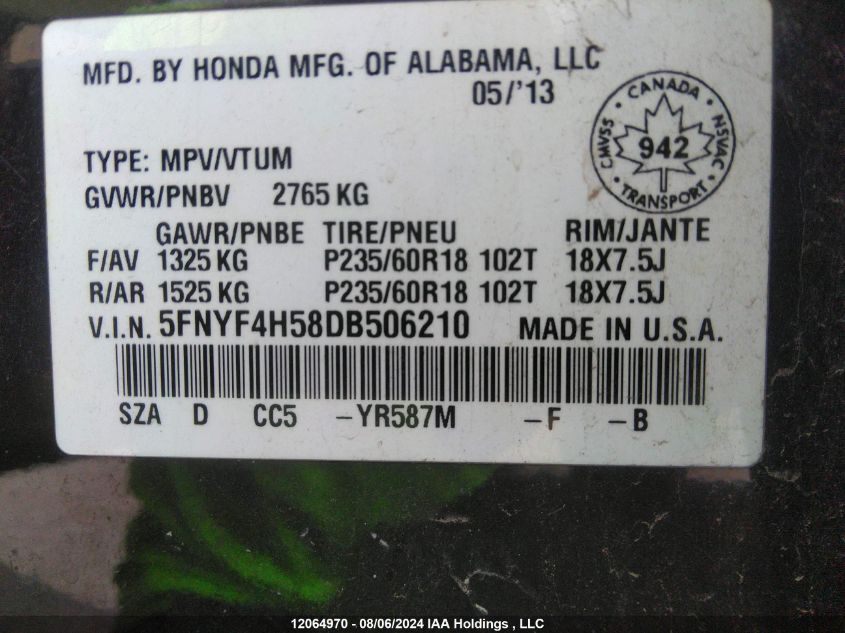 MFD. BY HONDA MFG. OF ALABAMA, LLC
05/'13
CANADA
CMVSS · NSVAC
942
TRANSPORT
TYPE: MPV/VTUM
GVWR/PNBV 2765 KG
GAWR/PNBE TIRE/PNEU RIM/JANTE
F/AV 1325 KG P235/60R18 102T 18X7.5J
R/AR 1525 KG P235/60R18 102T 18X7.5J
V.I.N. 5FNYF4H58DB506210 MADE IN U.S.A.
SZA D CC5 -YR587M -F -B
12064970 - 08/06/2024 IAA Holdings , LLC